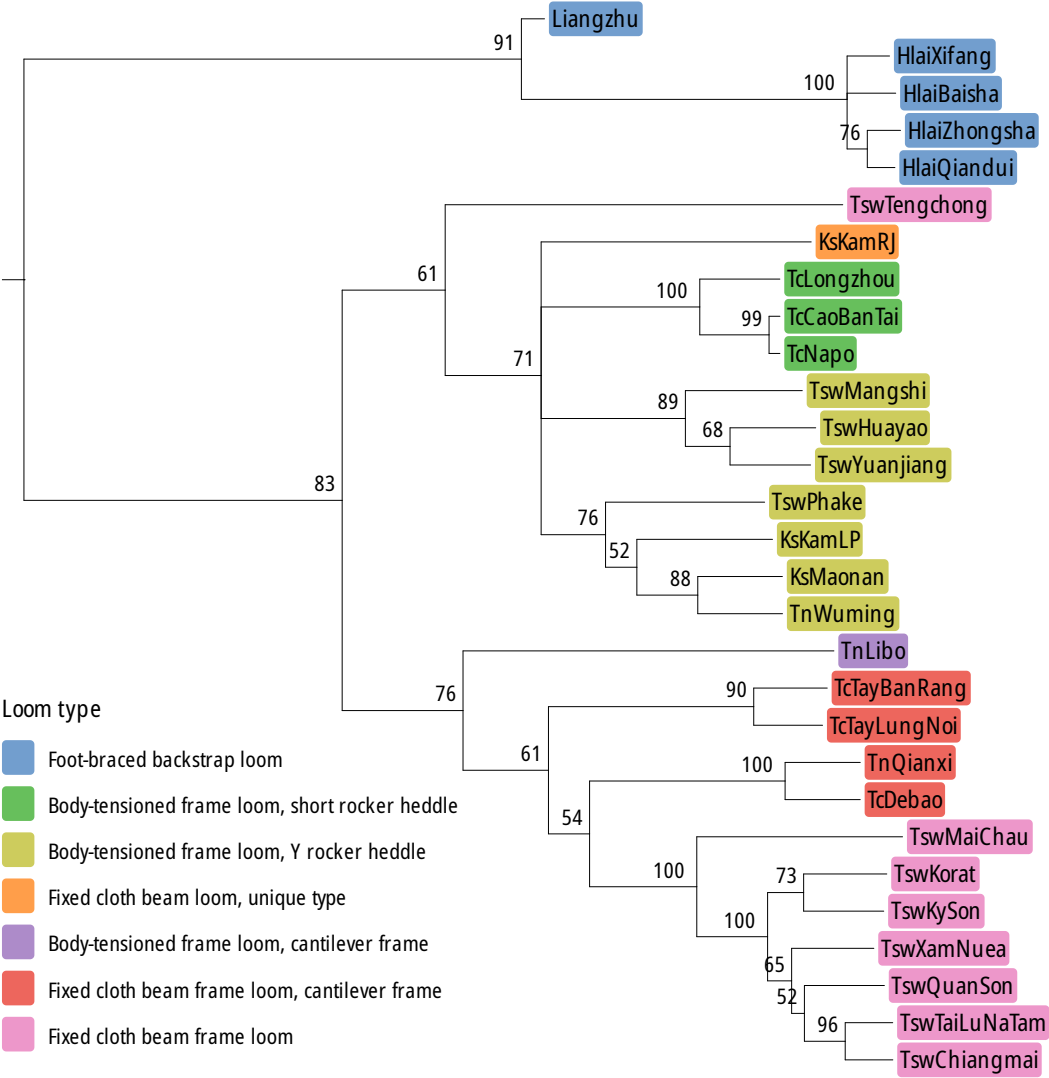 Liangzhu
91
HlaiXifang
100
HlaiBaisha
76
HlaiZhongsha
HlaiQiandui
TswTengchong
61
KsKamRJ
TcLongzhou
100
99
TcCaoBanTai
TcNapo
71
TswMangshi
89
68
TswHuayao
TswYuanjiang
83
TswPhake
76
KsKamLP
52
KsMaonan
88
TnWuming
TnLibo
76
TcTayBanRang
90
TcTayLungNoi
61
TnQianxi
100
TcDebao
54
TswMaiChau
100
TswKorat
73
TswKySon
100
TswXamNuea
65
TswQuanSon
52
TswTaiLuNaTam
96
TswChiangmai
Loom type
Foot-braced backstrap loom
Body-tensioned frame loom, short rocker heddle
Body-tensioned frame loom, Y rocker heddle
Fixed cloth beam loom, unique type
Body-tensioned frame loom, cantilever frame
Fixed cloth beam frame loom, cantilever frame
Fixed cloth beam frame loom